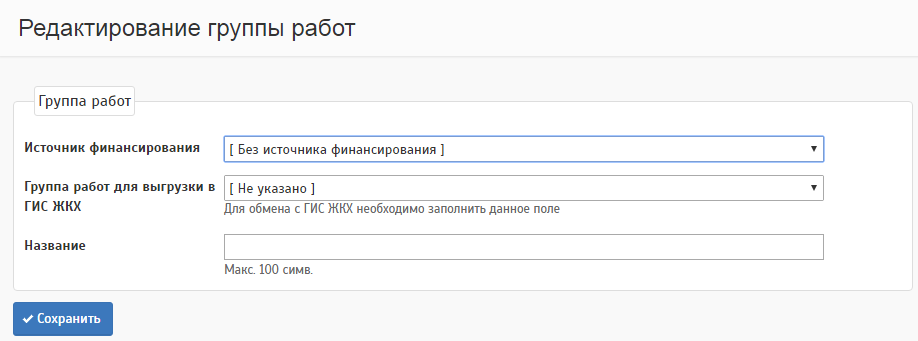 Редактирование группы работ
Группа работ
Источник финансирования
[ Без источника финансирования ]
Группа работ для выгрузки в
ГИС ЖКХ
[ Не указано ]
Для обмена с ГИС ЖКХ необходимо заполнить данное поле
Название
Макс. 100 симв.
Сохранить